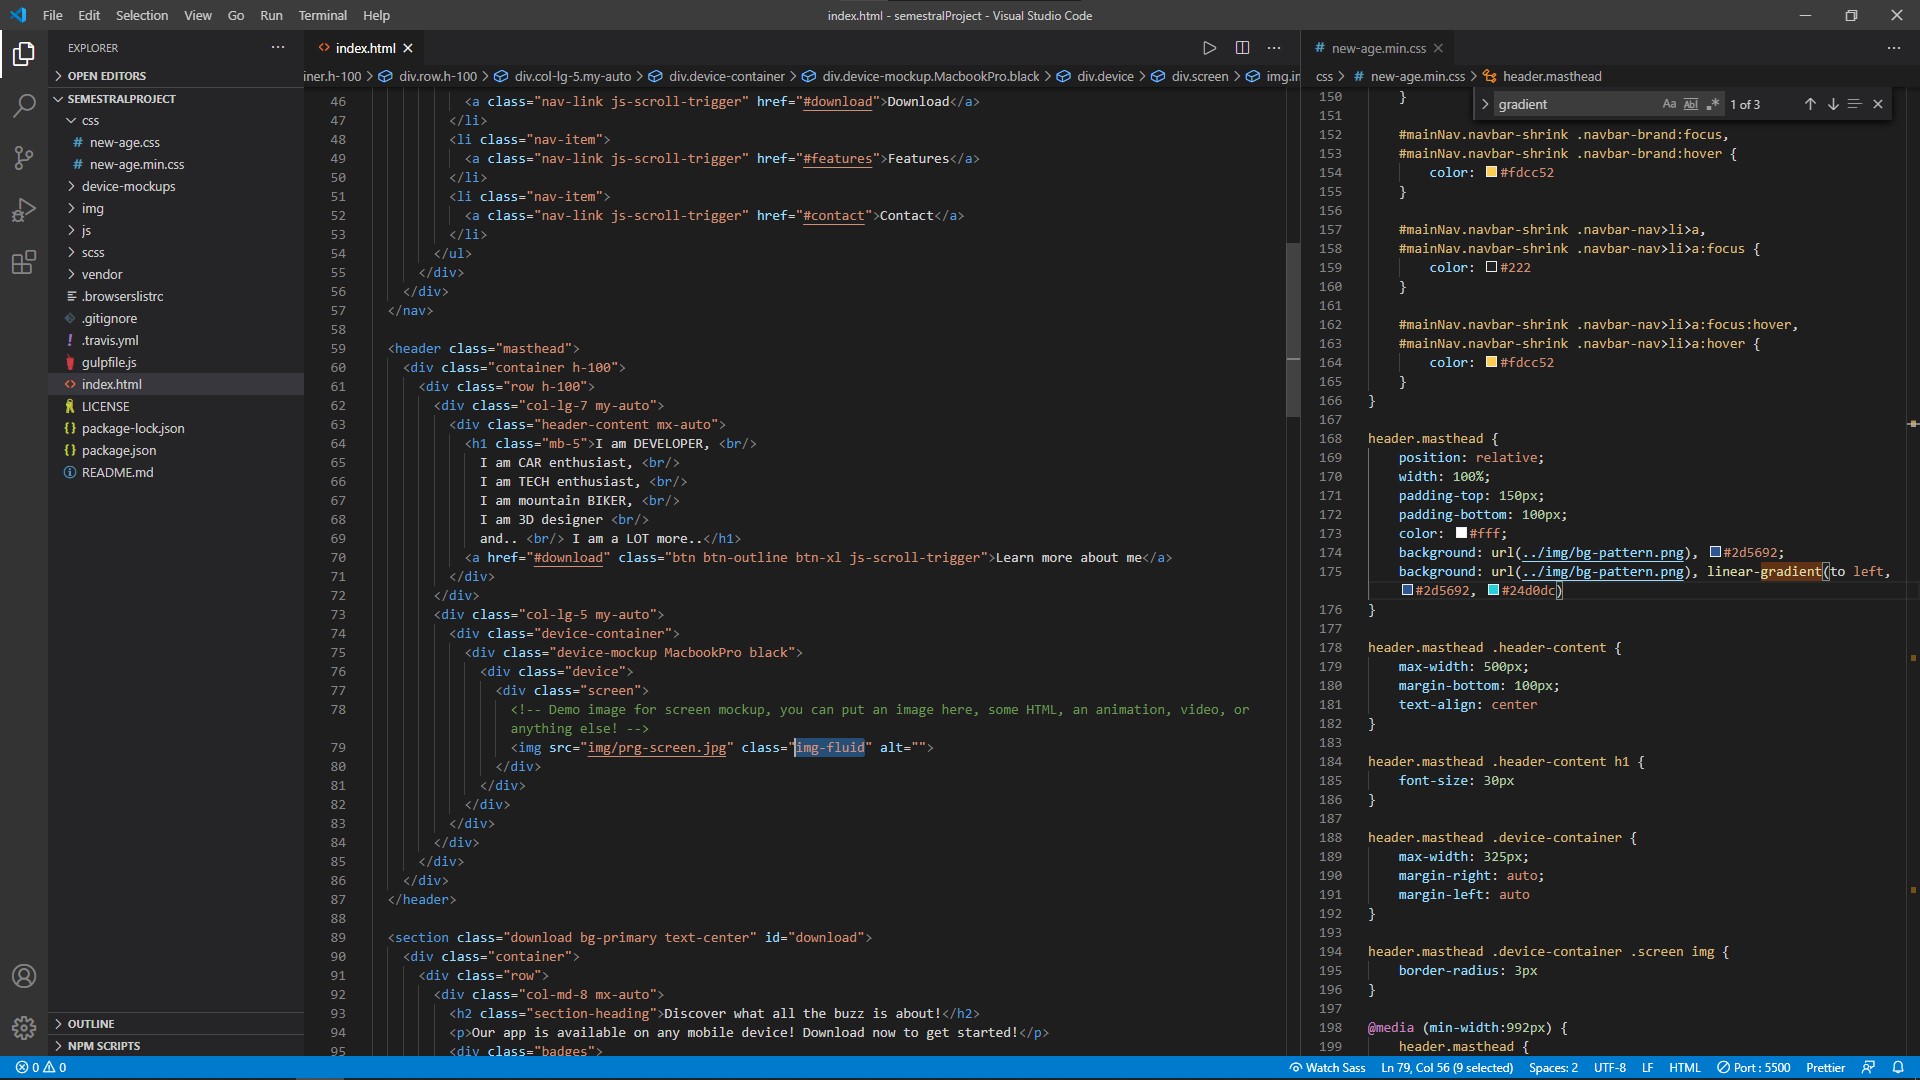 File Edit Selection View Go Run Terminal Help
index.html - semestralProject - Visual Studio Code
EXPLORER
OPEN EDITORS
SEMESTRALPROJECT
css
# new-age.css
# new-age.min.css
device-mockups
img
js
scss
vendor
.browserslistrc
.gitignore
! .travis.yml
gulpfile.js
<> index.html
LICENSE
{} package-lock.json
{} package.json
README.md
OUTLINE
NPM SCRIPTS
<> index.html
iner.h-100 > div.row.h-100 > div.col-lg-5.my-auto > div.device-container > div.device-mockup.MacbookPro.black > div.device > div.screen > img.in
46 <a class="nav-link js-scroll-trigger" href="#download">Download</a>
47 </li>
48 <li class="nav-item">
49 <a class="nav-link js-scroll-trigger" href="#features">Features</a>
50 </li>
51 <li class="nav-item">
52 <a class="nav-link js-scroll-trigger" href="#contact">Contact</a>
53 </li>
54 </ul>
55 </div>
56 </div>
57 </nav>
58
59 <header class="masthead">
60 <div class="container h-100">
61 <div class="row h-100">
62 <div class="col-lg-7 my-auto">
63 <div class="header-content mx-auto">
64 <h1 class="mb-5">I am DEVELOPER, <br/>
65 I am CAR enthusiast, <br/>
66 I am TECH enthusiast, <br/>
67 I am mountain BIKER, <br/>
68 I am 3D designer <br/>
69 and.. <br/> I am a LOT more..</h1>
70 <a href="#download" class="btn btn-outline btn-xl js-scroll-trigger">Learn more about me</a>
71 </div>
72 </div>
73 <div class="col-lg-5 my-auto">
74 <div class="device-container">
75 <div class="device-mockup MacbookPro black">
76 <div class="device">
77 <div class="screen">
78 <!-- Demo image for screen mockup, you can put an image here, some HTML, an animation, video, or
anything else! -->
79 <img src="img/prg-screen.jpg" class="img-fluid" alt="">
80 </div>
81 </div>
82 </div>
83 </div>
84 </div>
85 </div>
86 </div>
87 </header>
88
89 <section class="download bg-primary text-center" id="download">
90 <div class="container">
91 <div class="row">
92 <div class="col-md-8 mx-auto">
93 <h2 class="section-heading">Discover what all the buzz is about!</h2>
94 <p>Our app is available on any mobile device! Download now to get started!</p>
95 <div class="badges">
# new-age.min.css
css > # new-age.min.css > header.masthead
gradient Aa Abl .* 1 of 3
150 }
151
152 #mainNav.navbar-shrink .navbar-brand:focus,
153 #mainNav.navbar-shrink .navbar-brand:hover {
154 color: #fdcc52
155 }
156
157 #mainNav.navbar-shrink .navbar-nav>li>a,
158 #mainNav.navbar-shrink .navbar-nav>li>a:focus {
159 color: #222
160 }
161
162 #mainNav.navbar-shrink .navbar-nav>li>a:focus:hover,
163 #mainNav.navbar-shrink .navbar-nav>li>a:hover {
164 color: #fdcc52
165 }
166 }
167
168 header.masthead {
169 position: relative;
170 width: 100%;
171 padding-top: 150px;
172 padding-bottom: 100px;
173 color: #fff;
174 background: url(../img/bg-pattern.png), #2d5692;
175 background: url(../img/bg-pattern.png), linear-gradient(to left,
#2d5692, #24d0dc)
176 }
177
178 header.masthead .header-content {
179 max-width: 500px;
180 margin-bottom: 100px;
181 text-align: center
182 }
183
184 header.masthead .header-content h1 {
185 font-size: 30px
186 }
187
188 header.masthead .device-container {
189 max-width: 325px;
190 margin-right: auto;
191 margin-left: auto
192 }
193
194 header.masthead .device-container .screen img {
195 border-radius: 3px
196 }
197
198 @media (min-width:992px) {
199 header.masthead {
0 0
Watch Sass Ln 79, Col 56 (9 selected) Spaces: 2 UTF-8 LF HTML Port : 5500 Prettier